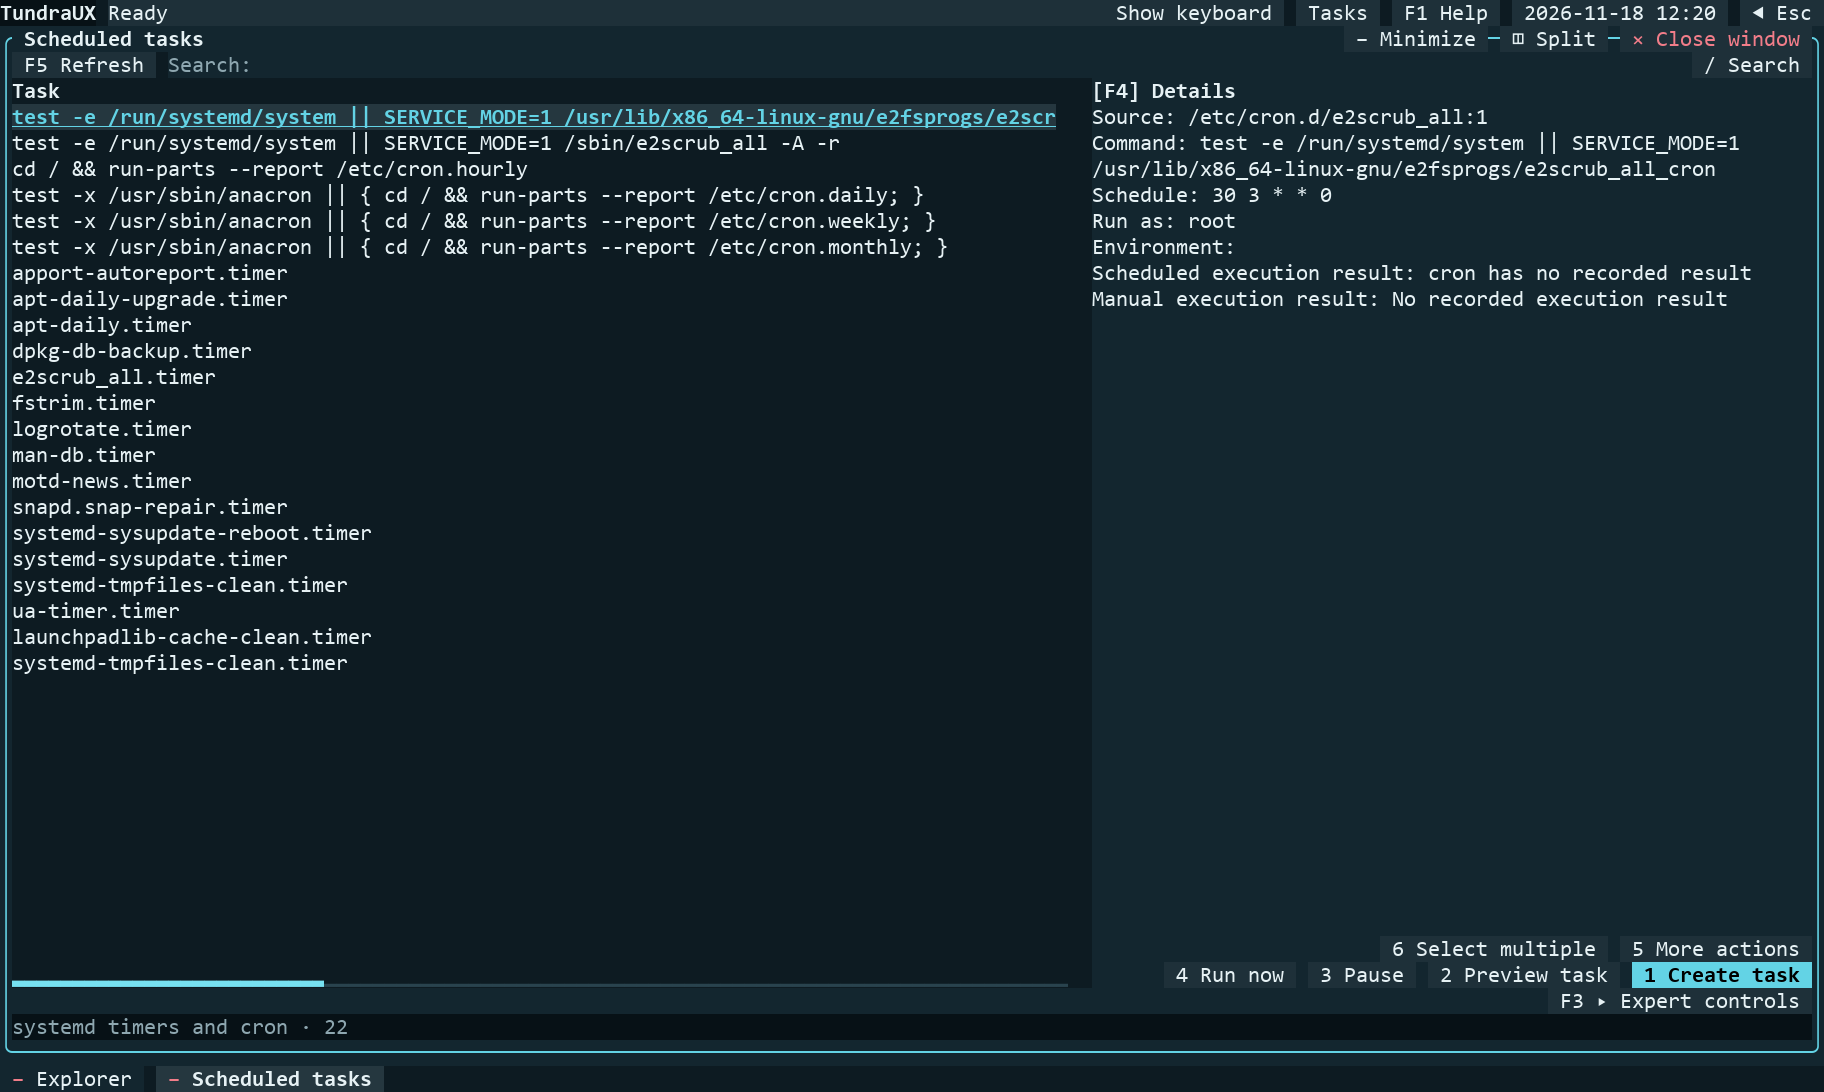 TundraUX Ready Show keyboard Tasks F1 Help 2026-11-18 12:20 ◄ Esc
Scheduled tasks − Minimize ◫ Split × Close window
F5 Refresh Search: / Search
Task
test -e /run/systemd/system || SERVICE_MODE=1 /usr/lib/x86_64-linux-gnu/e2fsprogs/e2scr
test -e /run/systemd/system || SERVICE_MODE=1 /sbin/e2scrub_all -A -r
cd / && run-parts --report /etc/cron.hourly
test -x /usr/sbin/anacron || { cd / && run-parts --report /etc/cron.daily; }
test -x /usr/sbin/anacron || { cd / && run-parts --report /etc/cron.weekly; }
test -x /usr/sbin/anacron || { cd / && run-parts --report /etc/cron.monthly; }
apport-autoreport.timer
apt-daily-upgrade.timer
apt-daily.timer
dpkg-db-backup.timer
e2scrub_all.timer
fstrim.timer
logrotate.timer
man-db.timer
motd-news.timer
snapd.snap-repair.timer
systemd-sysupdate-reboot.timer
systemd-sysupdate.timer
systemd-tmpfiles-clean.timer
ua-timer.timer
launchpadlib-cache-clean.timer
systemd-tmpfiles-clean.timer
[F4] Details
Source: /etc/cron.d/e2scrub_all:1
Command: test -e /run/systemd/system || SERVICE_MODE=1
/usr/lib/x86_64-linux-gnu/e2fsprogs/e2scrub_all_cron
Schedule: 30 3 * * 0
Run as: root
Environment:
Scheduled execution result: cron has no recorded result
Manual execution result: No recorded execution result
6 Select multiple 5 More actions
4 Run now 3 Pause 2 Preview task 1 Create task
F3 ▸ Expert controls
systemd timers and cron · 22
− Explorer − Scheduled tasks